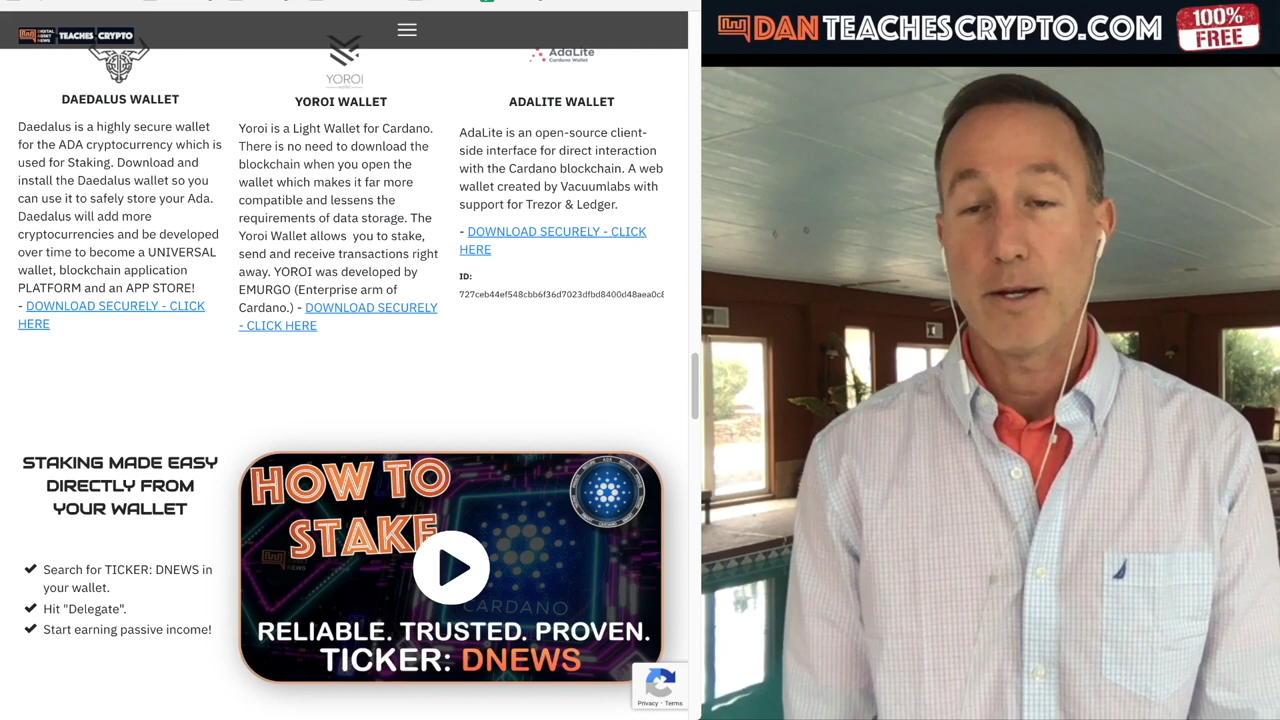 DIGITAL
ASSET
NEWS
TEACHES CRYPTO
YOROI
AdaLite
Cardano Wallet
DAEDALUS WALLET
Daedalus is a highly secure wallet
for the ADA cryptocurrency which is
used for Staking. Download and
install the Daedalus wallet so you
can use it to safely store your Ada.
Daedalus will add more
cryptocurrencies and be developed
over time to become a UNIVERSAL
wallet, blockchain application
PLATFORM and an APP STORE!
- DOWNLOAD SECURELY - CLICK
HERE
YOROI WALLET
Yoroi is a Light Wallet for Cardano.
There is no need to download the
blockchain when you open the
wallet which makes it far more
compatible and lessens the
requirements of data storage. The
Yoroi Wallet allows you to stake,
send and receive transactions right
away. YOROI was developed by
EMURGO (Enterprise arm of
Cardano.) - DOWNLOAD SECURELY
- CLICK HERE
ADALITE WALLET
AdaLite is an open-source client-
side interface for direct interaction
with the Cardano blockchain. A web
wallet created by Vacuumlabs with
support for Trezor & Ledger.
- DOWNLOAD SECURELY - CLICK
HERE
ID:
727ceb44ef548cbb6f36d7023dfbd8400d48aea0c8
STAKING MADE EASY
DIRECTLY FROM
YOUR WALLET
Search for TICKER: DNEWS in
your wallet.
Hit "Delegate".
Start earning passive income!
HOW TO
STAKE
CARDANO
RELIABLE. TRUSTED. PROVEN.
TICKER: DNEWS
Privacy - Terms
DANTEACHESCRYPTO.COM
100%
FREE